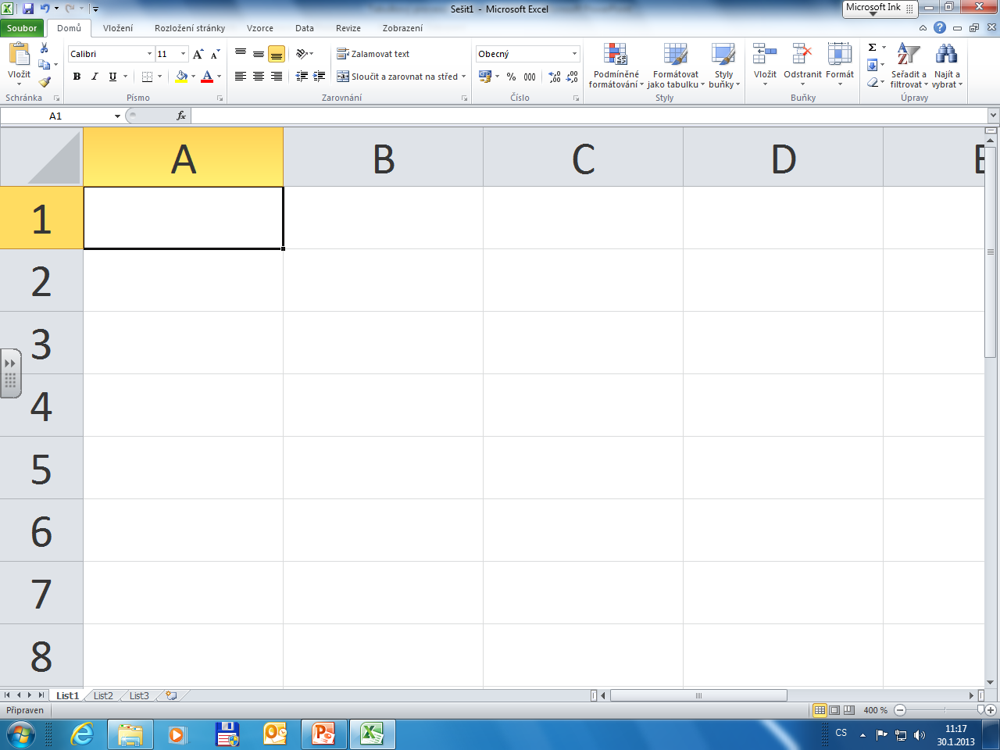 Sešit1 - Microsoft Excel
Microsoft Ink
Soubor Domů Vložení Rozložení stránky Vzorce Data Revize Zobrazení
Vložit
Schránka
Calibri 11
B I U A
Písmo
Zalamovat text
Sloučit a zarovnat na střed
Zarovnání
Obecný
% 000
Číslo
Podmíněné formátování
Formátovat jako tabulku
Styly buňky
Styly
Vložit Odstranit Formát
Buňky
Σ
Seřadit a filtrovat
Najít a vybrat
Úpravy
A1 fx
A B C D E
1
2
3
4
5
6
7
8
List1 List2 List3
Připraven 400 %
CS 11:17
30.1.2013